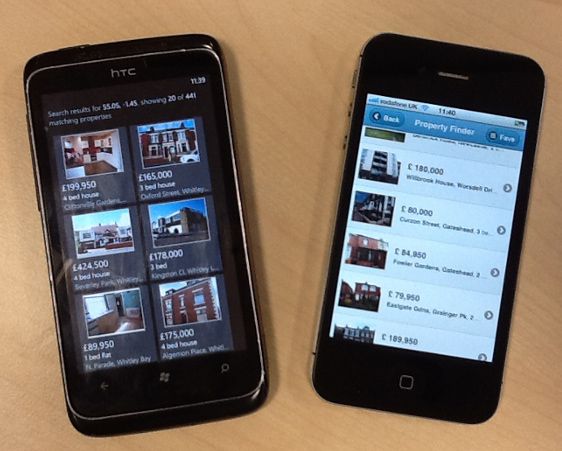 hTC
11:39
Search results for 55.05, -1.45, showing 20 of 441
matching properties
£199,950
4 bed house
Cliftonville Gardens,
£165,000
3 bed house
Oxford Street, Whitley...
£424,500
4 bed house
Beverley Park, Whitley...
£178,000
3 bed
Kingston Ct, Whitley
£89,950
1 bed flat
N. Parade, Whitley Bay
£175,000
4 bed house
Algernon Place, Whitl...
vodafone UK
11:40
Back
Property Finder
Favs
£ 180,000
Willbrook House, Worsdell Dri...
£ 80,000
Curzon Street, Gateshead, 3 be...
£ 84,950
Fowler Gardens, Gateshead, 2 ...
£ 79,950
Eastgate Gdns, Grainger Pk, 2 ...
£ 189,950